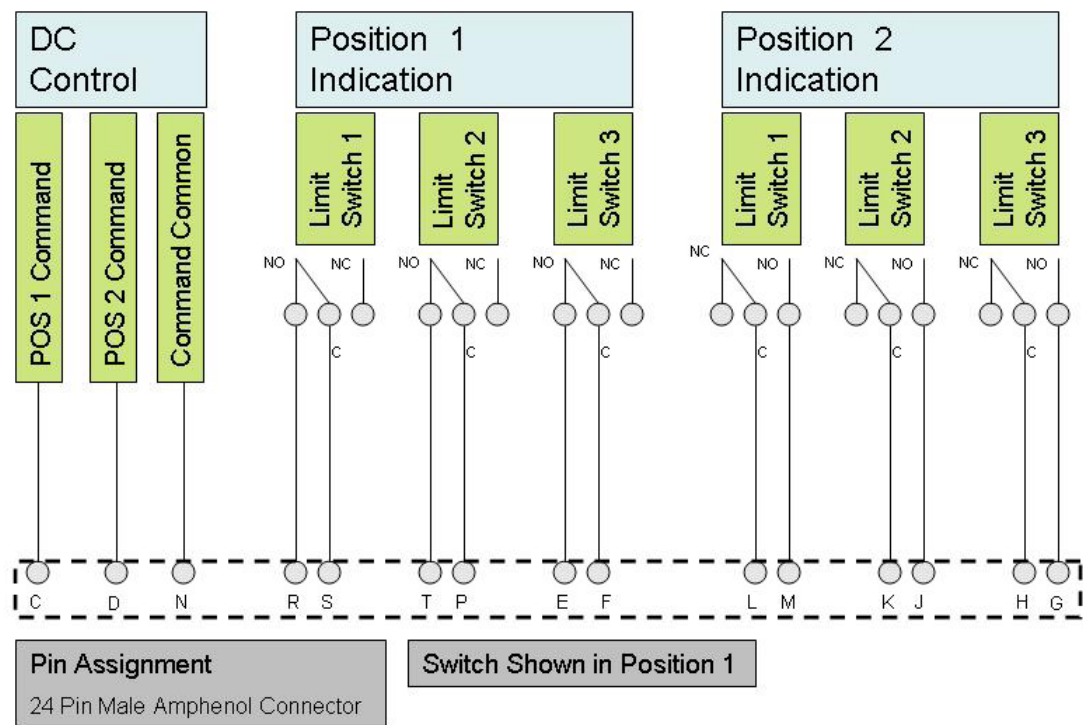 DC
Control
Position 1
Indication
Position 2
Indication
POS 1 Command
POS 2 Command
Command Common
Limit
Switch 1
Limit
Switch 2
Limit
Switch 3
Limit
Switch 1
Limit
Switch 2
Limit
Switch 3
NO NC NO NC NO NC NC NO NC NO NC NO
C C C C C C
C D N R S T P E F L M K J H G
Pin Assignment
24 Pin Male Amphenol Connector
Switch Shown in Position 1